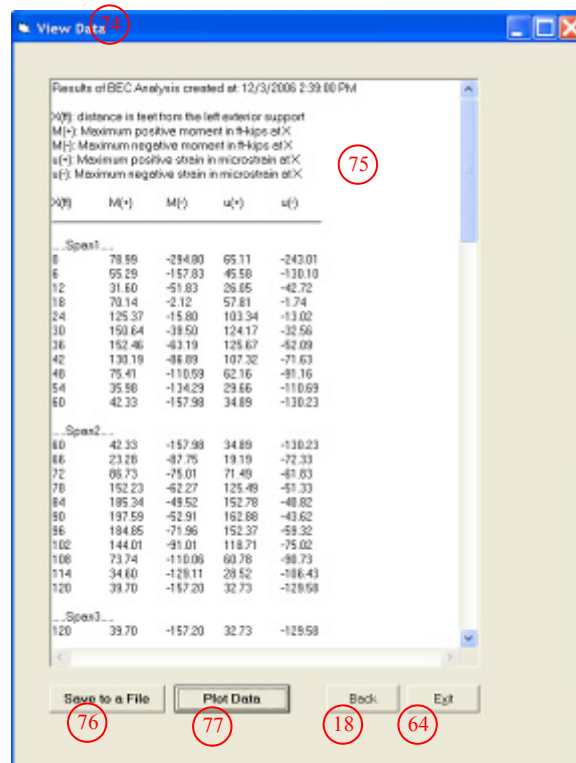 View Data
74
Results of BEC Analysis created at: 12/3/2006 2:39:00 PM
X(ft): distance in feet from the left exterior support
M(+): Maximum positive moment in ft-kips at X
M(-): Maximum negative moment in ft-kips at X
u(+): Maximum positive strain in microstrain at X
u(-): Maximum negative strain in microstrain at X
75
X(ft) M(+) M(-) u(+) u(-)
__Span1__
0 78.99 -294.80 65.11 -243.01
6 55.29 -157.83 45.58 -130.10
12 31.60 -51.83 26.05 -42.72
18 70.14 -2.12 57.81 -1.74
24 125.37 -15.80 103.34 -13.02
30 150.64 -39.50 124.17 -32.56
36 152.46 -63.19 125.67 -52.09
42 130.19 -86.89 107.32 -71.63
48 75.41 -110.59 62.16 -91.16
54 35.98 -134.29 29.66 -110.69
60 42.33 -157.98 34.89 -130.23
__Span2__
60 42.33 -157.98 34.89 -130.23
66 23.28 -87.75 19.19 -72.33
72 86.73 -75.01 71.49 -61.83
78 152.23 -62.27 125.49 -51.33
84 185.34 -49.52 152.78 -40.82
90 197.59 -52.91 162.88 -43.62
96 184.85 -71.96 152.37 -59.32
102 144.01 -91.01 118.71 -75.02
108 73.74 -110.06 60.78 -90.73
114 34.60 -129.11 28.52 -106.43
120 39.70 -157.20 32.73 -129.58
__Span3__
120 39.70 -157.20 32.73 -129.58
Save to a File Plot Data Back Exit
76 77 18 64